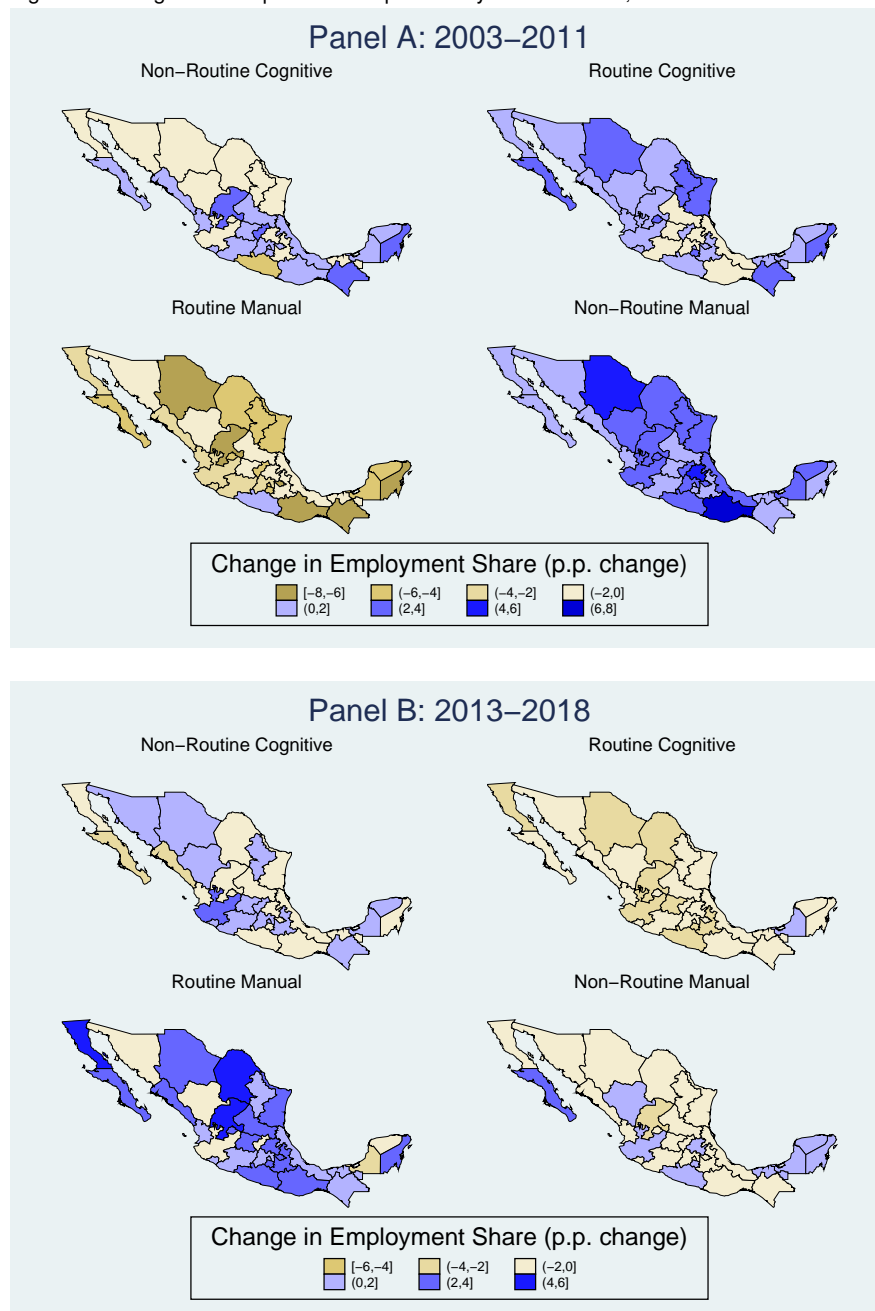 Panel A: 2003−2011
Non−Routine Cognitive
Routine Cognitive
Routine Manual
Non−Routine Manual
Change in Employment Share (p.p. change)
[−8,−6] (−6,−4] (−4,−2] (−2,0]
(0,2] (2,4] (4,6] (6,8]
Panel B: 2013−2018
Non−Routine Cognitive
Routine Cognitive
Routine Manual
Non−Routine Manual
Change in Employment Share (p.p. change)
[−6,−4] (−4,−2] (−2,0]
(0,2] (2,4] (4,6]